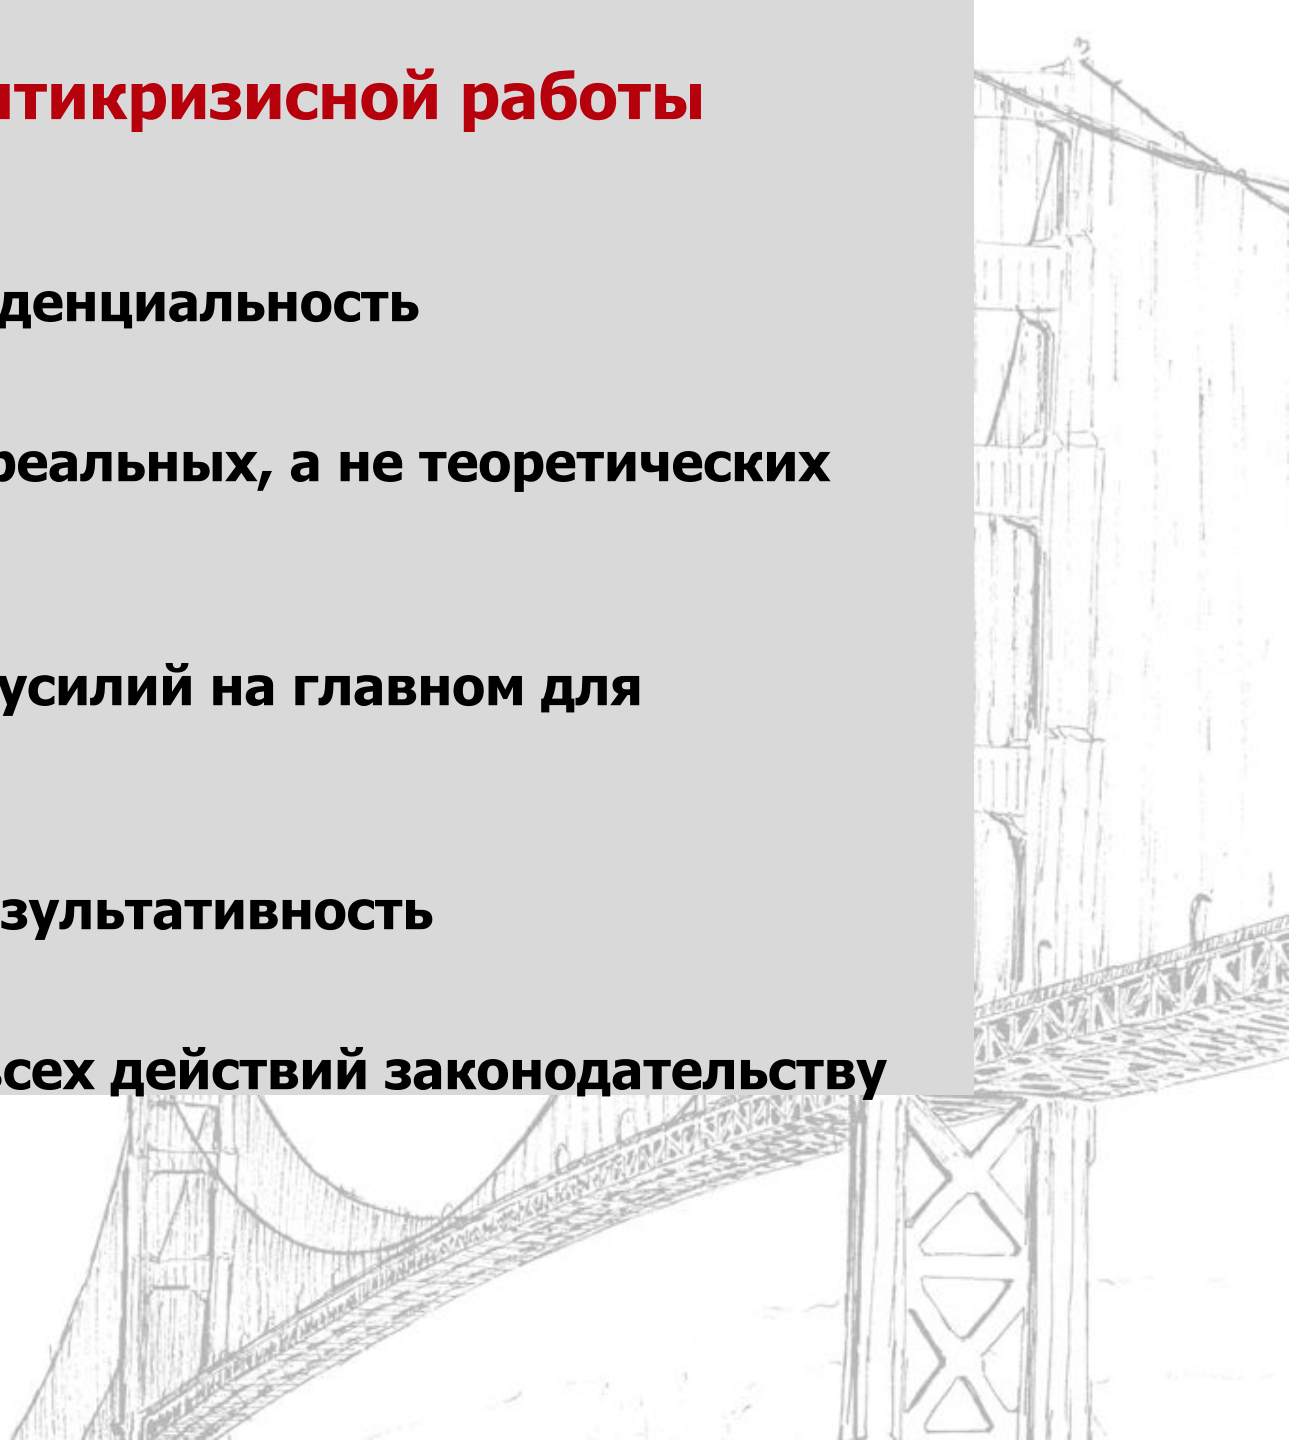 нтикризисной работы
денциальность
реальных, а не теоретических
усилий на главном для
зультативность
всех действий законодательству